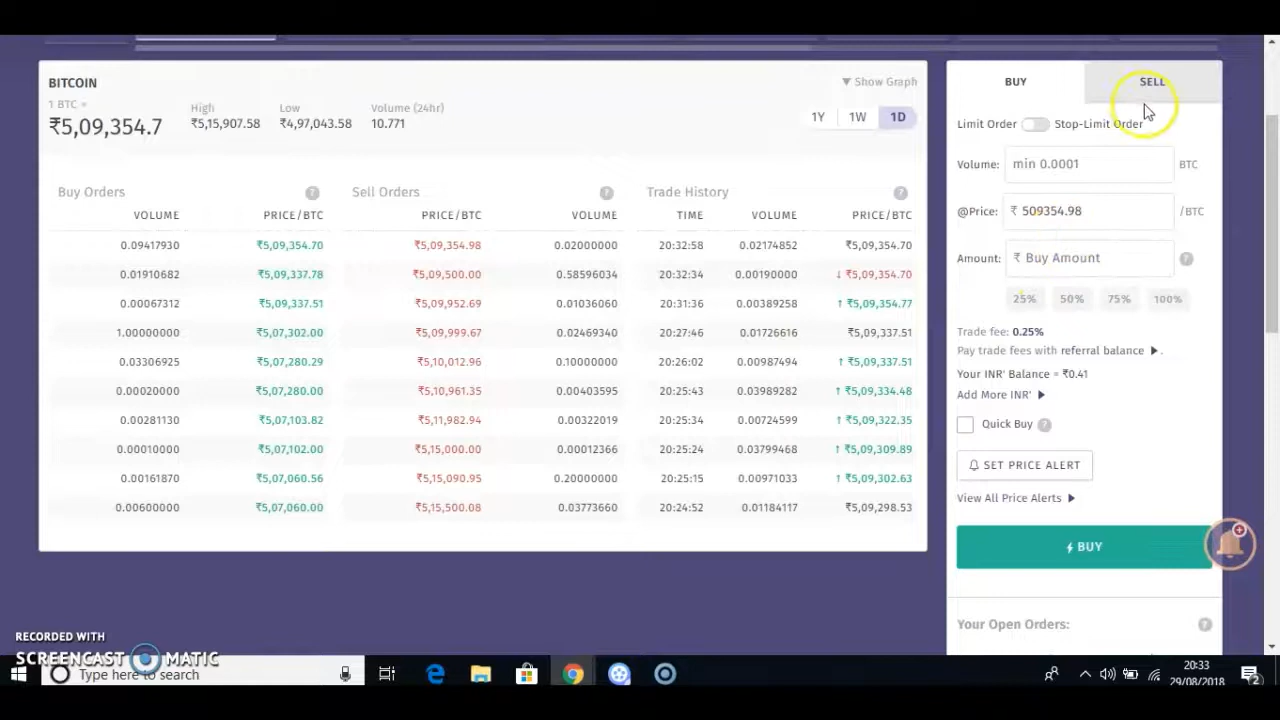 BITCOIN
▼ Show Graph
1 BTC =
₹5,09,354.7
High
₹5,15,907.58
Low
₹4,97,043.58
Volume (24hr)
10.771
1Y 1W 1D
Buy Orders ? Sell Orders ? Trade History ?
VOLUME PRICE/BTC PRICE/BTC VOLUME TIME VOLUME PRICE/BTC
0.09417930 ₹5,09,354.70 ₹5,09,354.98 0.02000000 20:32:58 0.02174852 ₹5,09,354.70
0.01910682 ₹5,09,337.78 ₹5,09,500.00 0.58596034 20:32:34 0.00190000 ↓ ₹5,09,354.70
0.00067312 ₹5,09,337.51 ₹5,09,952.69 0.01036060 20:31:36 0.00389258 ↑ ₹5,09,354.77
1.00000000 ₹5,07,302.00 ₹5,09,999.67 0.02469340 20:27:46 0.01726616 ₹5,09,337.51
0.03306925 ₹5,07,280.29 ₹5,10,012.96 0.10000000 20:26:02 0.00987494 ↑ ₹5,09,337.51
0.00020000 ₹5,07,280.00 ₹5,10,961.35 0.00403595 20:25:43 0.03989282 ↑ ₹5,09,334.48
0.00281130 ₹5,07,103.82 ₹5,11,982.94 0.00322019 20:25:34 0.00724599 ↑ ₹5,09,322.35
0.00010000 ₹5,07,102.00 ₹5,15,000.00 0.00012366 20:25:24 0.03799468 ↑ ₹5,09,309.89
0.00161870 ₹5,07,060.56 ₹5,15,090.95 0.20000000 20:25:15 0.00971033 ↑ ₹5,09,302.63
0.00600000 ₹5,07,060.00 ₹5,15,500.08 0.03773660 20:24:52 0.01184117 ₹5,09,298.53
BUY SELL
Limit Order Stop-Limit Order
Volume: min 0.0001 BTC
@Price: ₹ 509354.98 /BTC
Amount: ₹ Buy Amount ?
25% 50% 75% 100%
Trade fee: 0.25%
Pay trade fees with referral balance ▶ .
Your INR' Balance = ₹0.41
Add More INR' ▶
Quick Buy ?
SET PRICE ALERT
View All Price Alerts ▶
BUY
Your Open Orders: ?
RECORDED WITH
SCREENCAST MATIC
Type here to search
20:33
29/08/2018
2